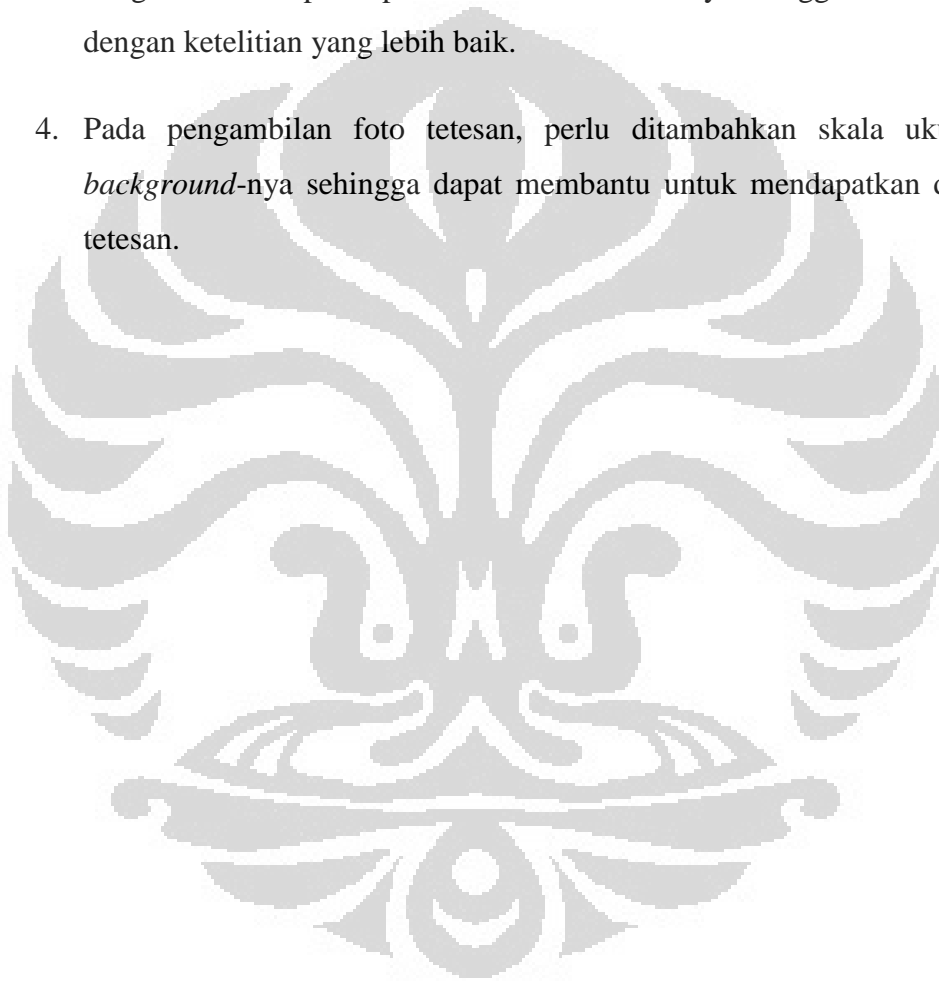 dengan ketelitian yang lebih baik.
4. Pada pengambilan foto tetesan, perlu ditambahkan skala
background-nya sehingga dapat membantu untuk mendapatkan
tetesan.